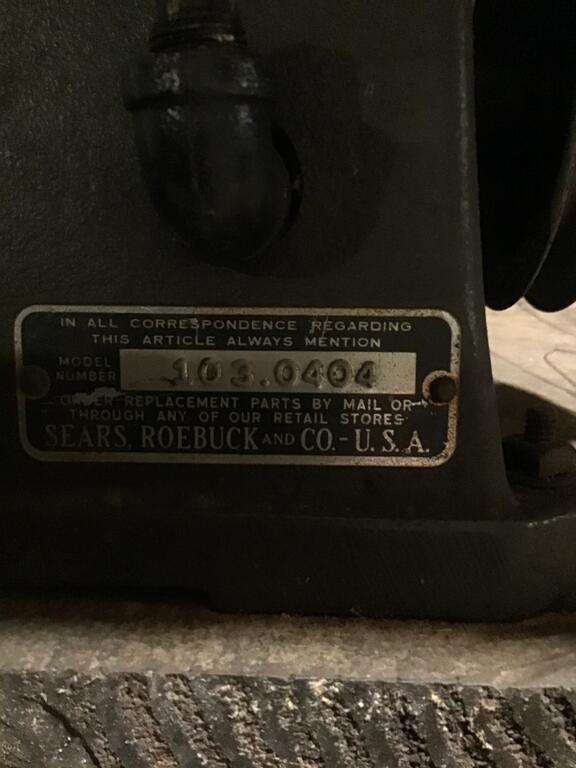 IN ALL CORRESPONDENCE REGARDING
THIS ARTICLE ALWAYS MENTION
MODEL NUMBER 103.0404
ORDER REPLACEMENT PARTS BY MAIL OR
THROUGH ANY OF OUR RETAIL STORES
SEARS, ROEBUCK AND CO. - U.S.A.